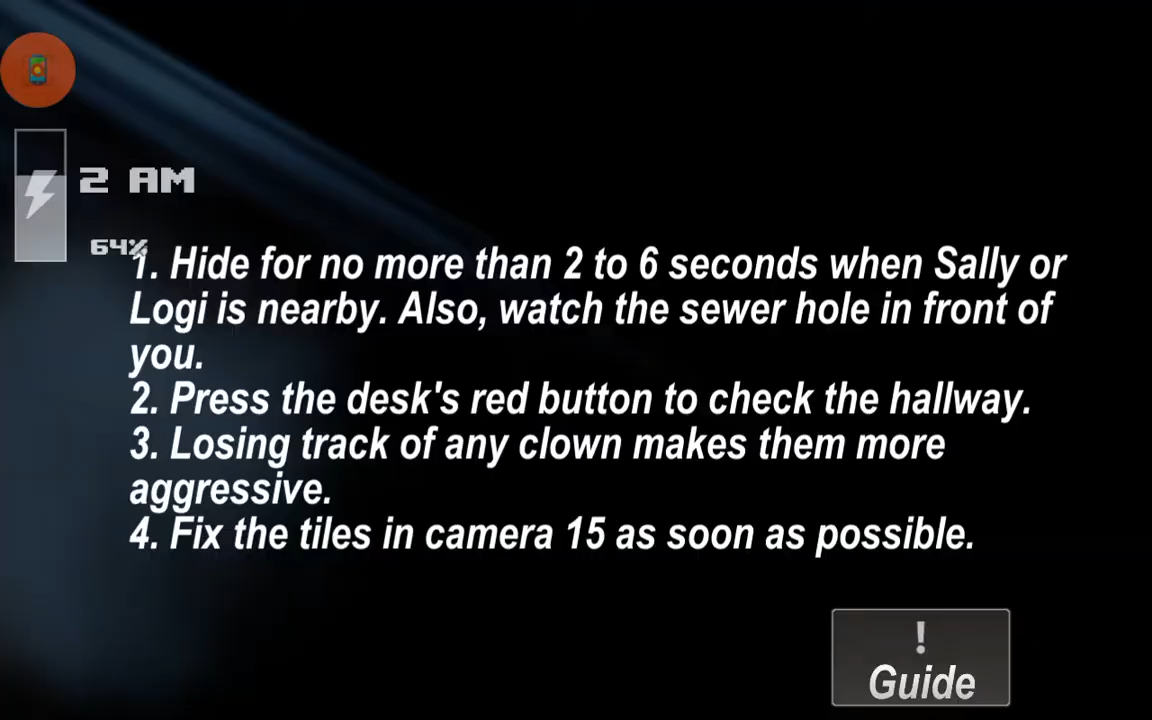 2 AM
64%
1. Hide for no more than 2 to 6 seconds when Sally or
Logi is nearby. Also, watch the sewer hole in front of
you.
2. Press the desk's red button to check the hallway.
3. Losing track of any clown makes them more
aggressive.
4. Fix the tiles in camera 15 as soon as possible.
!
Guide